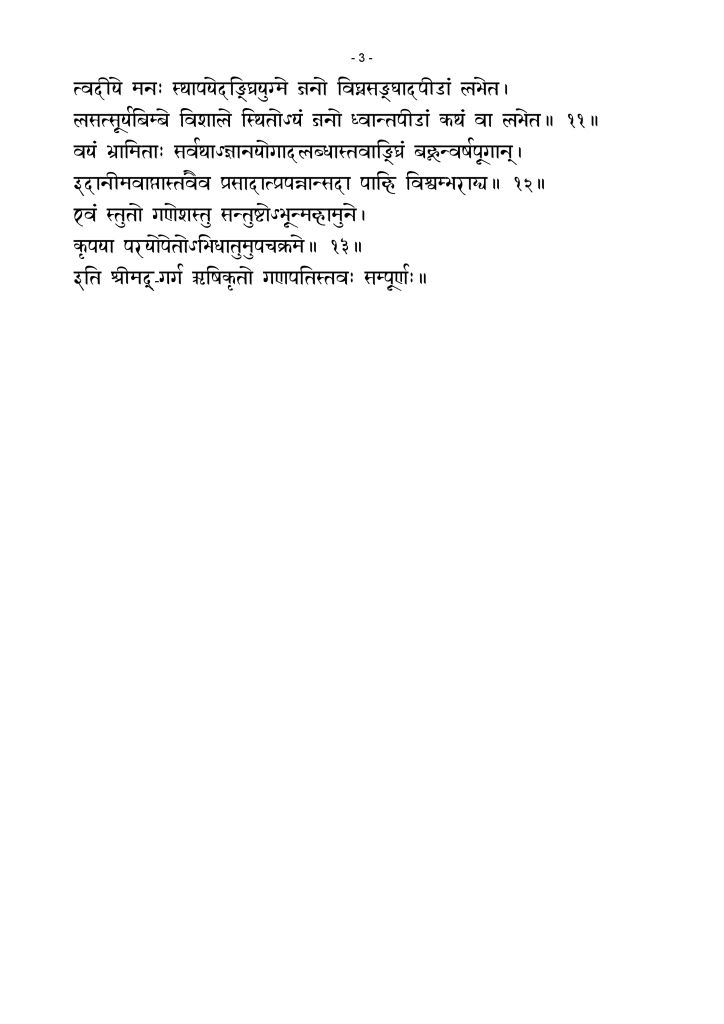 - 3 -
त्वदीये मनः स्थापयेदङ्घ्रियुग्मे जनो विघ्नसङ्घादपीडां लभेत।
लसत्सूर्यबिम्बे विशाले स्थितोऽयं जनो ध्वान्तपीडां कथं वा लभेत॥ ११॥
वयं भ्रामिताः सर्वथाऽज्ञानयोगादलब्धास्तवाङ्घ्रिं बहून्वर्षपूगान्।
इदानीमवाप्तास्तवैव प्रसादात्प्रपन्नान्सदा पाहि विश्वम्भराद्य॥ १२॥
एवं स्तुतो गणेशस्तु सन्तुष्टोऽभून्महामुने।
कृपया परयोपेतोऽभिधातुमुपचक्रमे॥ १३॥
इति श्रीमद्-गर्ग ऋषिकृतो गणपतिस्तवः सम्पूर्णः॥